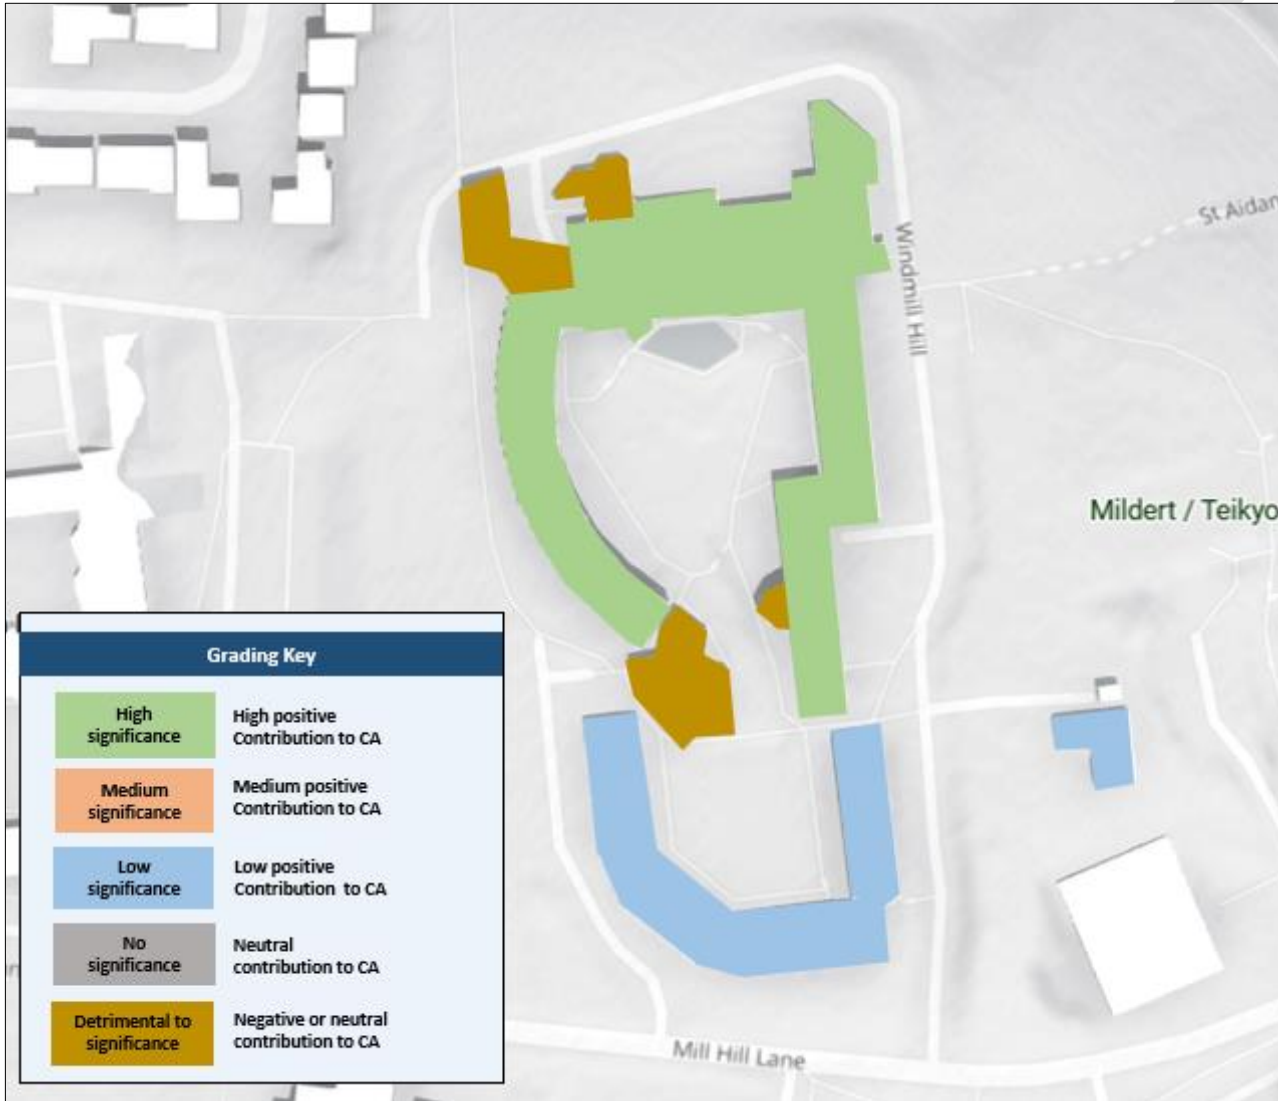 St Aidan
Windmill Hill
Mildert / Teikyo
Grading Key
High
significance
High positive
Contribution to CA
Medium
significance
Medium positive
Contribution to CA
Low
significance
Low positive
Contribution to CA
No
significance
Neutral
contribution to CA
Detrimental to
significance
Negative or neutral
contribution to CA
Mill Hill Lane